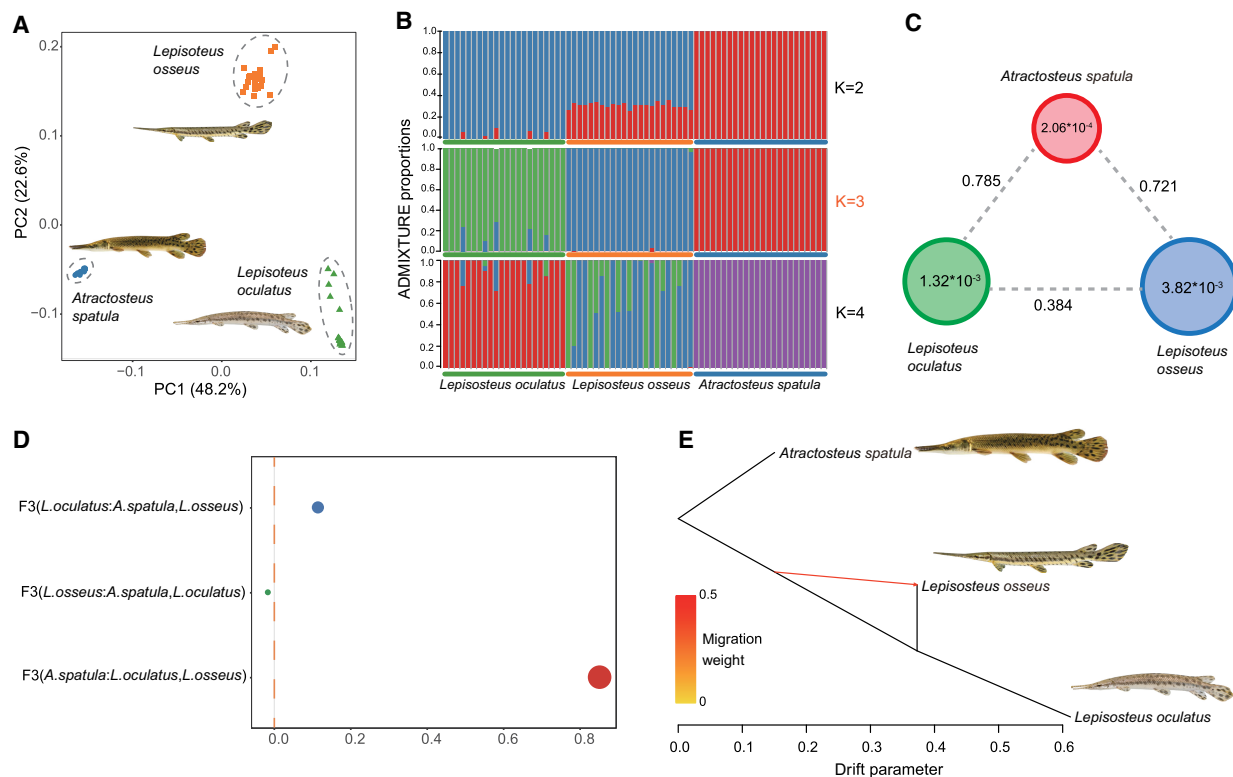 A
Lepisoteus
osseus
Atractosteus
spatula
Lepisoteus
oculatus
PC2 (22.6%)
0.2
0.1
0.0
−0.1
−0.1
0.0
0.1
PC1 (48.2%)
B
ADMIXTURE proportions
1.0
0.8
0.6
0.4
0.2
0.0
K=2
1.0
0.8
0.6
0.4
0.2
0.0
K=3
1.0
0.8
0.6
0.4
0.2
0.0
K=4
Lepisosteus oculatus
Lepisosteus osseus
Atractosteus spatula
C
Atractosteus spatula
2.06*10-4
0.785
0.721
1.32*10-3
0.384
3.82*10-3
Lepisoteus
oculatus
Lepisoteus
osseus
D
F3(L.oculatus:A.spatula,L.osseus)
F3(L.osseus:A.spatula,L.oculatus)
F3(A.spatula:L.oculatus,L.osseus)
0.0
0.2
0.4
0.6
0.8
E
Atractosteus spatula
Lepisosteus osseus
Lepisosteus oculatus
0.5
Migration
weight
0
0.0
0.1
0.2
0.3
0.4
0.5
0.6
Drift parameter